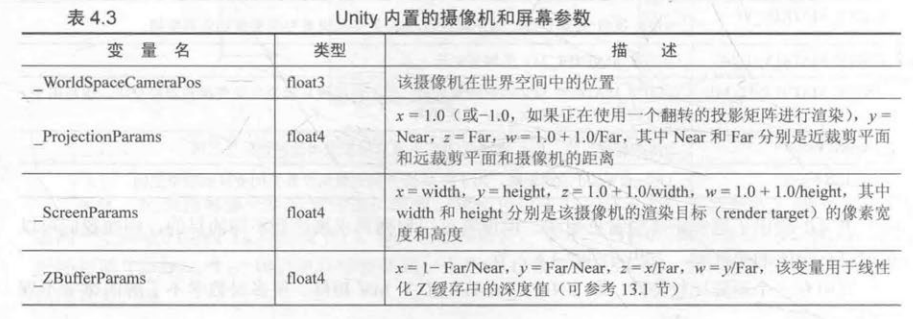 表 4.3 Unity 内置的摄像机和屏幕参数
变 量 名 类型 描 述
_WorldSpaceCameraPos float3 该摄像机在世界空间中的位置
x = 1.0（或−1.0，如果正在使用一个翻转的投影矩阵进行渲染），y =
_ProjectionParams float4 Near，z = Far，w = 1.0 + 1.0/Far，其中 Near 和 Far 分别是近裁剪平面
和远裁剪平面和摄像机的距离
x = width，y = height，z = 1.0 + 1.0/width，w = 1.0 + 1.0/height，其中
_ScreenParams float4 width 和 height 分别是该摄像机的渲染目标（render target）的像素宽
度和高度
_ZBufferParams float4 x = 1− Far/Near，y = Far/Near，z = x/Far，w = y/Far，该变量用于线性
化 Z 缓存中的深度值（可参考 13.1 节）